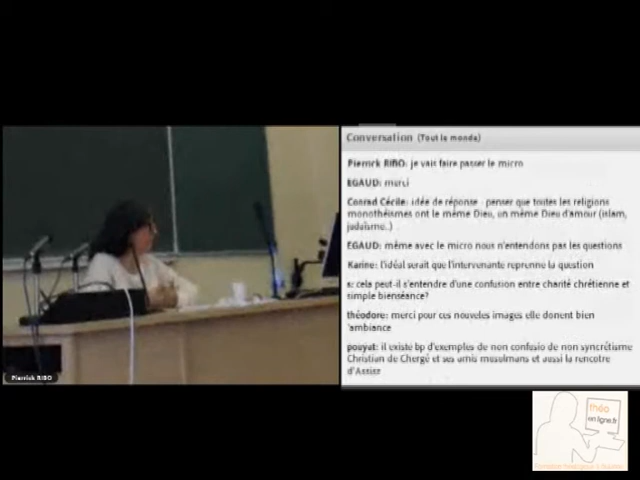 Conversation (Tout le monde)
Pierrick RIBO: je vais faire passer le micro
EGAUD: merci
Conrad Cécile: idée de réponse : penser que toutes les religions
monothéismes ont le même Dieu, un même Dieu d'amour (islam,
judaïsme..)
EGAUD: même avec le micro nous n'entendons pas les questions
Karine: l'idéal serait que l'intervenante reprenne la question
s: cela peut-il s'entendre d'une confusion entre charité chrétienne et
simple bienséance?
théodore: merci pour ces nouvelles images elle donent bien
'ambiance
pouyat: il existe bp d'exemples de non confusio de non syncrétisme
Christian de Chergé et ses amis musulmans et aussi la rencotre
d'Assise
Pierrick RIBO
théo
en ligne.fr